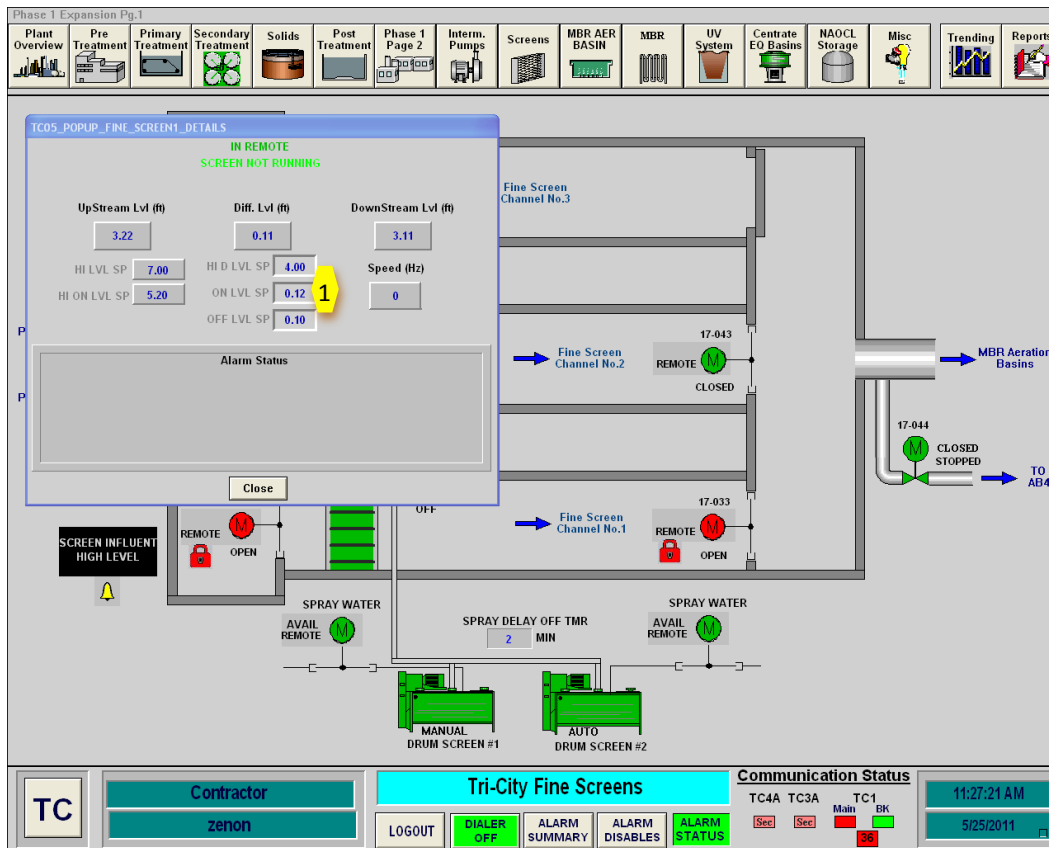 Phase 1 Expansion Pg.1
Plant Overview
Pre Treatment
Primary Treatment
Secondary Treatment
Solids
Post Treatment
Phase 1 Page 2
Interm. Pumps
Screens
MBR AER BASIN
MBR
UV System
Centrate EQ Basins
NAOCL Storage
Misc
Trending
Reports
TC05_POPUP_FINE_SCREEN1_DETAILS
IN REMOTE
SCREEN NOT RUNNING
UpStream Lvl (ft)
Diff. Lvl (ft)
DownStream Lvl (ft)
3.22
0.11
3.11
HI LVL SP 7.00
HI D LVL SP 4.00
Speed (Hz)
HI ON LVL SP 5.20
ON LVL SP 0.12
1
0
OFF LVL SP 0.10
Alarm Status
Close
Fine Screen
Channel No.3
P
P
Fine Screen
Channel No.2
17-043
REMOTE M
CLOSED
MBR Aeration
Basins
17-044
M
CLOSED
STOPPED
TO
AB4
OFF
Fine Screen
Channel No.1
17-033
REMOTE M
OPEN
REMOTE M
OPEN
SCREEN INFLUENT
HIGH LEVEL
SPRAY WATER
AVAIL
REMOTE
M
SPRAY DELAY OFF TMR
2 MIN
SPRAY WATER
AVAIL
REMOTE
M
MANUAL
DRUM SCREEN #1
AUTO
DRUM SCREEN #2
TC
Contractor
zenon
Tri-City Fine Screens
LOGOUT
DIALER OFF
ALARM SUMMARY
ALARM DISABLES
ALARM STATUS
Communication Status
TC4A TC3A TC1
Main BK
Sec Sec
36
11:27:21 AM
5/25/2011